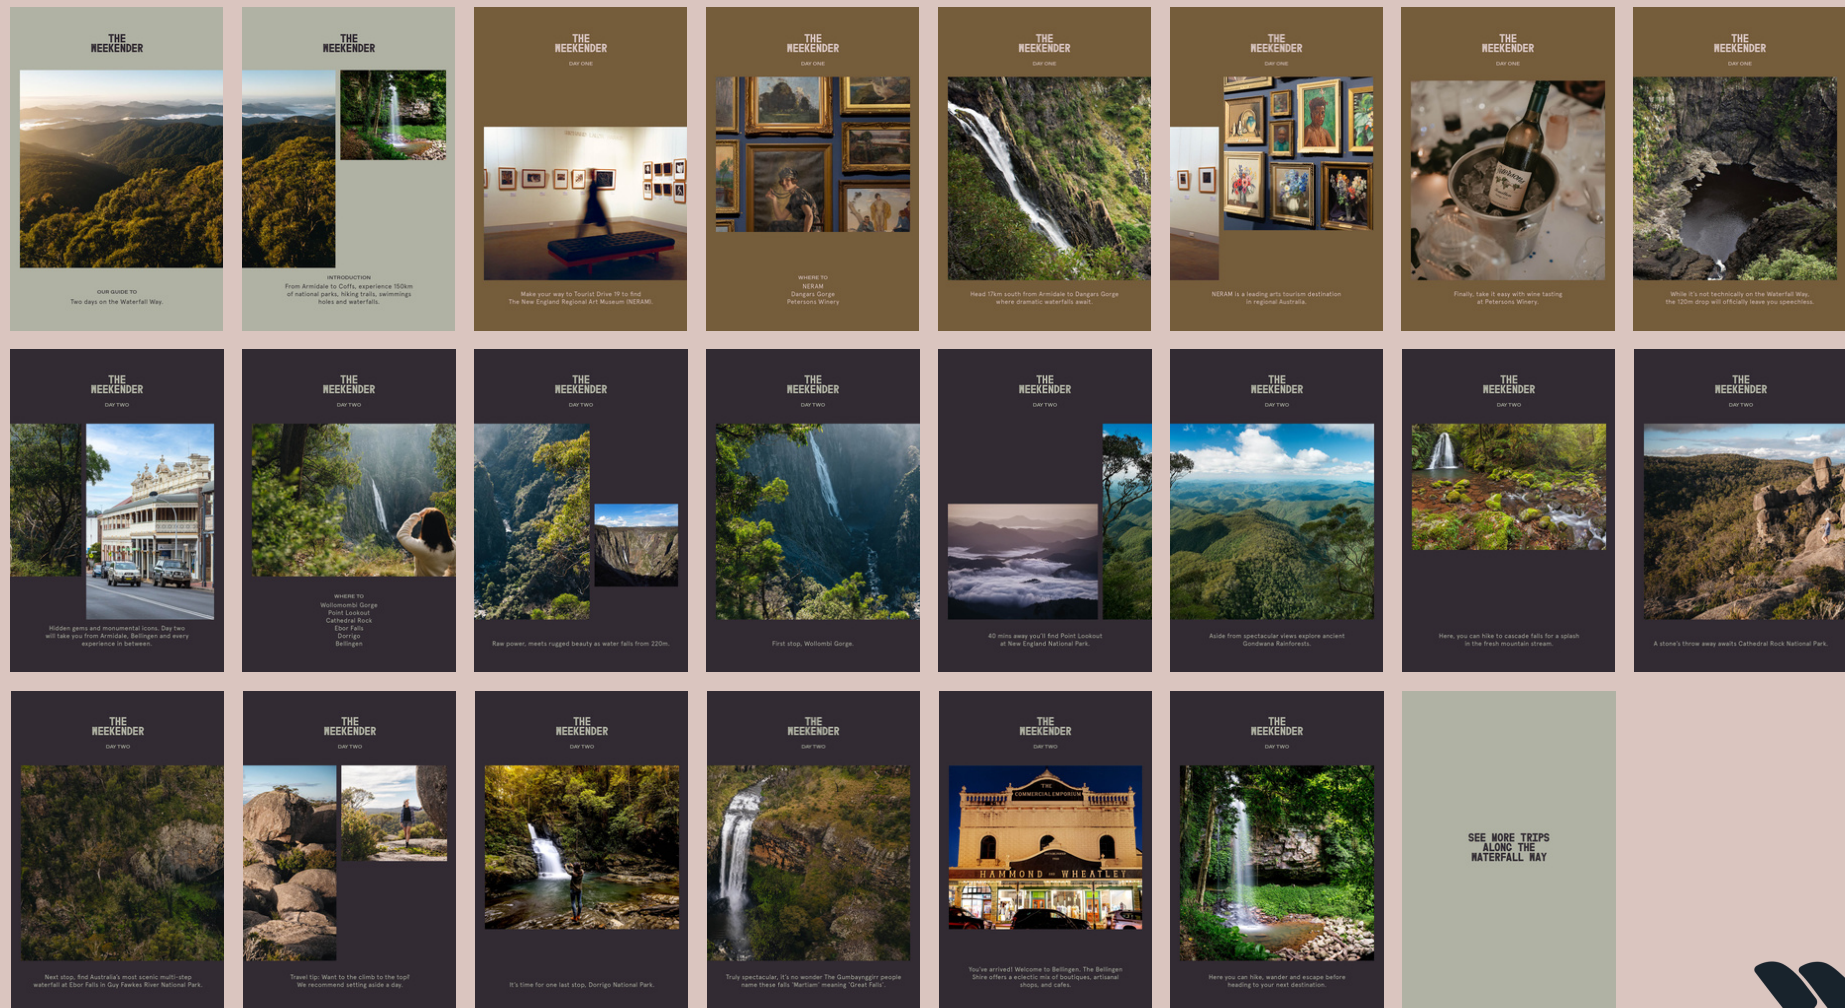 THE
WEEKENDER
OUR GUIDE TO
Two days on the Waterfall Way.
THE
WEEKENDER
INTRODUCTION
From Armidale to Coffs, experience 150km
of national parks, hiking trails, swimmings
holes and waterfalls.
THE
WEEKENDER
DAY ONE
Make your way to Tourist Drive 19 to find
The New England Regional Art Museum (NERAM).
THE
WEEKENDER
DAY ONE
WHERE TO
NERAM
Dangars Gorge
Petersons Winery
THE
WEEKENDER
DAY ONE
Head 17km south from Armidale to Dangars Gorge
where dramatic waterfalls await.
THE
WEEKENDER
DAY ONE
NERAM is a leading arts tourism destination
in regional Australia.
THE
WEEKENDER
DAY ONE
Finally, take it easy with wine tasting
at Petersons Winery.
THE
WEEKENDER
DAY ONE
While it's not technically on the Waterfall Way,
the 120m drop will officially leave you speechless.
THE
WEEKENDER
DAY TWO
Hidden gems and monumental icons. Day two
will take you from Armidale, Bellingen and every
experience in between.
THE
WEEKENDER
DAY TWO
WHERE TO
Wollomombi Gorge
Point Lookout
Cathedral Rock
Ebor Falls
Dorrigo
Bellingen
THE
WEEKENDER
DAY TWO
Raw power, meets rugged beauty as water falls from 220m.
THE
WEEKENDER
DAY TWO
First stop, Wollombi Gorge.
THE
WEEKENDER
DAY TWO
40 mins away you'll find Point Lookout
at New England National Park.
THE
WEEKENDER
DAY TWO
Aside from spectacular views explore ancient
Gondwana Rainforests.
THE
WEEKENDER
DAY TWO
Here, you can hike to cascade falls for a splash
in the fresh mountain stream.
THE
WEEKENDER
DAY TWO
A stone's throw away awaits Cathedral Rock National Park.
THE
WEEKENDER
DAY TWO
Next stop, find Australia's most scenic multi-step
waterfall at Ebor Falls in Guy Fawkes River National Park.
THE
WEEKENDER
DAY TWO
Travel tip: Want to the climb to the top?
We recommend setting aside a day.
THE
WEEKENDER
DAY TWO
It's time for one last stop, Dorrigo National Park.
THE
WEEKENDER
DAY TWO
Truly spectacular, it's no wonder The Gumbaynggirr people
name these falls 'Martiam' meaning 'Great Falls'.
THE
WEEKENDER
DAY TWO
THE
COMMERCIAL EMPORIUM
HAMMOND AND WHEATLEY
You've arrived! Welcome to Bellingen. The Bellingen
Shire offers a eclectic mix of boutiques, artisanal
shops, and cafes.
THE
WEEKENDER
DAY TWO
Here you can hike, wander and escape before
heading to your next destination.
SEE MORE TRIPS
ALONG THE
WATERFALL WAY